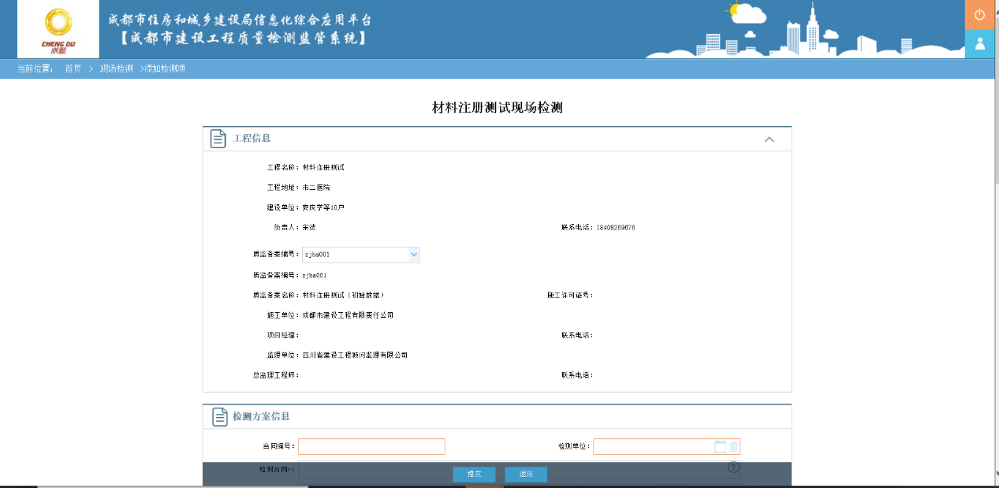 成都市住房和城乡建设局信息化综合应用平台
【成都市建设工程质量检测监管系统】
CHENG DU
成都
当前位置： 首页 > 现场检测 >添加检测项
材料注册测试现场检测
工程信息
工程名称：材料注册测试
工程地址：市二医院
建设单位：安庆学等10户
负责人：宋波 联系电话：18408269676
质监备案编号：zjba001
质监备案编号：zjba001
质监备案名称：材料注册测试（初始数据） 施工许可证号：
施工单位：成都市建设工程有限责任公司
项目经理： 联系电话：
监理单位：四川省建设工程顾问监理有限公司
总监理工程师： 联系电话：
检测方案信息
合同编号： 检测单位：
检测合同*：
提交 返回